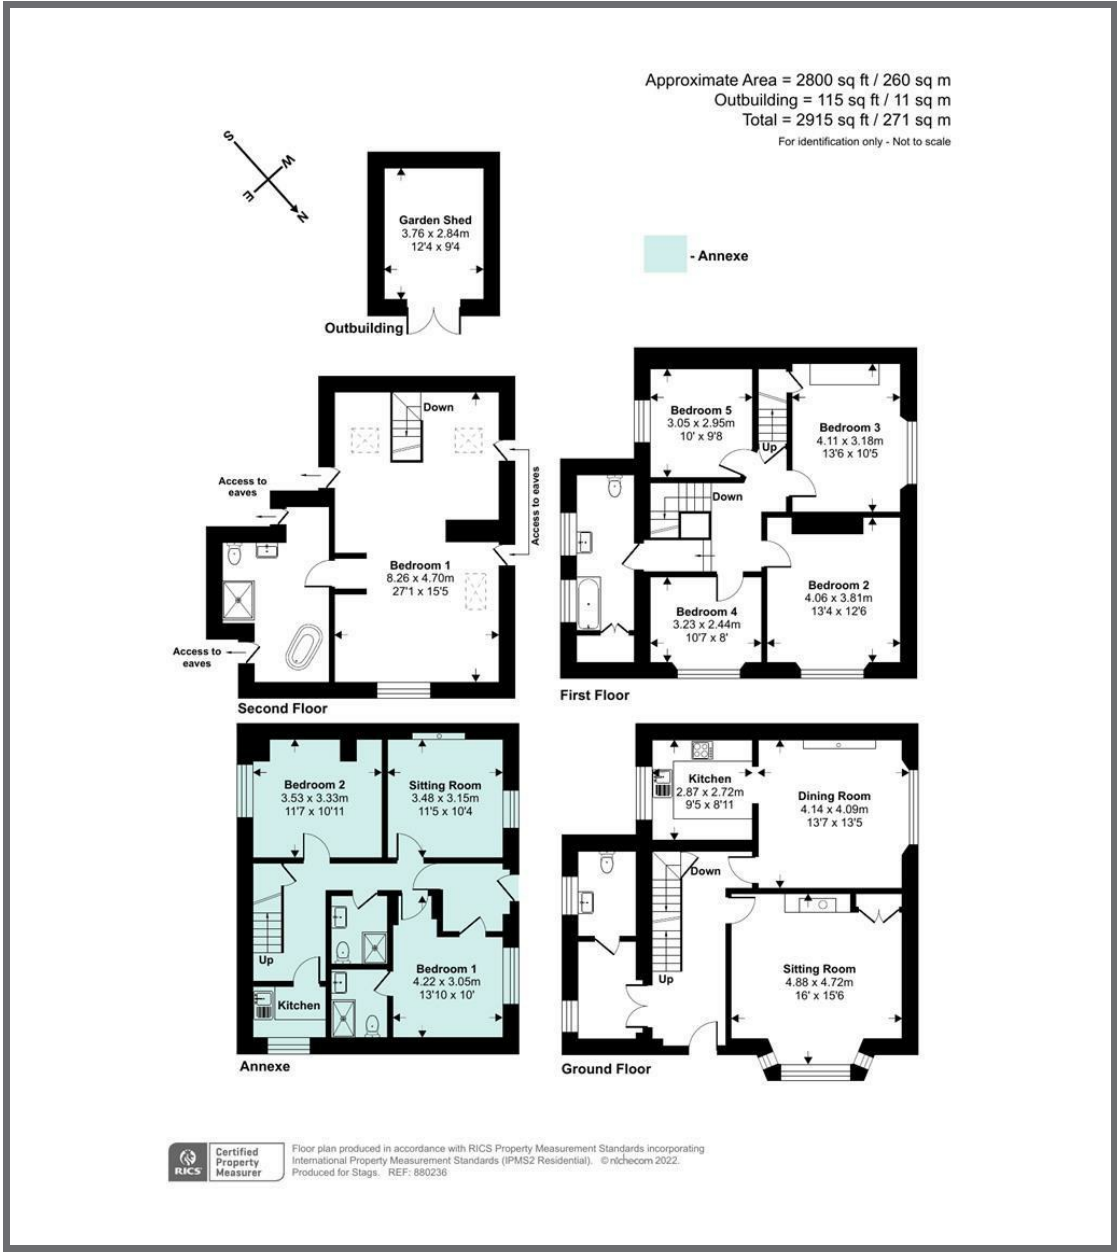 Approximate Area = 2800 sq ft / 260 sq m
Outbuilding = 115 sq ft / 11 sq m
Total = 2915 sq ft / 271 sq m
For identification only - Not to scale
S
W
E
N
Garden Shed
3.76 x 2.84m
12'4 x 9'4
Outbuilding
- Annexe
Down
Access to
eaves
Access to eaves
Bedroom 1
8.26 x 4.70m
27'1 x 15'5
Access to
eaves
Second Floor
Bedroom 5
3.05 x 2.95m
10' x 9'8
Up
Bedroom 3
4.11 x 3.18m
13'6 x 10'5
Down
Bedroom 2
4.06 x 3.81m
13'4 x 12'6
Bedroom 4
3.23 x 2.44m
10'7 x 8'
First Floor
Bedroom 2
3.53 x 3.33m
11'7 x 10'11
Sitting Room
3.48 x 3.15m
11'5 x 10'4
Up
Bedroom 1
4.22 x 3.05m
13'10 x 10'
Kitchen
Annexe
Kitchen
2.87 x 2.72m
9'5 x 8'11
Dining Room
4.14 x 4.09m
13'7 x 13'5
Down
Up
Sitting Room
4.88 x 4.72m
16' x 15'6
Ground Floor
RICS
Certified
Property
Measurer
Floor plan produced in accordance with RICS Property Measurement Standards incorporating
International Property Measurement Standards (IPMS2 Residential). © nichecom 2022.
Produced for Stags. REF: 880236